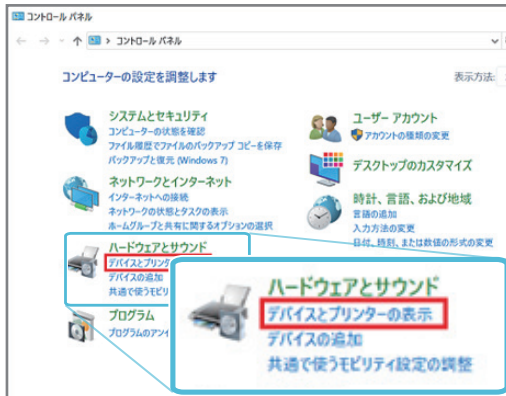 コントロール パネル
コントロール パネル
コンピューターの設定を調整します
表示方法:
システムとセキュリティ
コンピューターの状態を確認
ファイル履歴でファイルのバックアップ コピーを保存
バックアップと復元 (Windows 7)
ネットワークとインターネット
インターネットへの接続
ネットワークの状態とタスクの表示
ホームグループと共有に関するオプションの選択
ハードウェアとサウンド
デバイスとプリンター
デバイスの追加
共通で使うモビリ
プログラム
プログラムのアンイ
ユーザー アカウント
アカウントの種類の変更
デスクトップのカスタマイズ
時計、言語、および地域
言語の追加
入力方法の変更
日付、時刻、または数値の形式の変更
ハードウェアとサウンド
デバイスとプリンターの表示
デバイスの追加
共通で使うモビリティ設定の調整